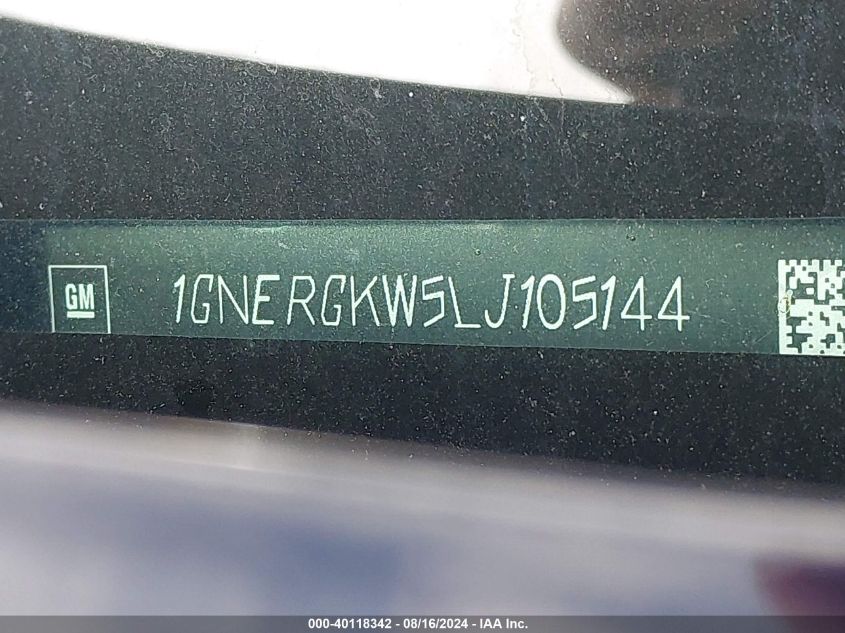 GM
1GNERGKW5LJ105144
000-40118342 - 08/16/2024 - IAA Inc.